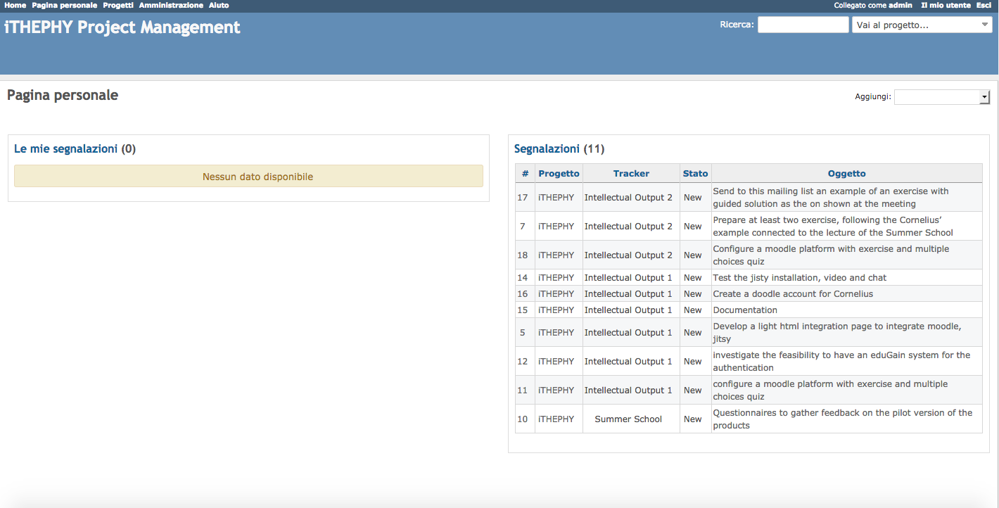 Home Pagina personale Progetti Amministrazione Aiuto Collegato come admin Il mio utente Esci
iTHEPHY Project Management Ricerca: Vai al progetto...
Pagina personale
Aggiungi:
Le mie segnalazioni (0)
Nessun dato disponibile
Segnalazioni (11)
# Progetto Tracker Stato Oggetto
17 iTHEPHY Intellectual Output 2 New Send to this mailing list an example of an exercise with
guided solution as the on shown at the meeting
7 iTHEPHY Intellectual Output 2 New Prepare at least two exercise, following the Cornelius’
example connected to the lecture of the Summer School
18 iTHEPHY Intellectual Output 2 New Configure a moodle platform with exercise and multiple
choices quiz
14 iTHEPHY Intellectual Output 1 New Test the jisty installation, video and chat
16 iTHEPHY Intellectual Output 1 New Create a doodle account for Cornelius
15 iTHEPHY Intellectual Output 1 New Documentation
5 iTHEPHY Intellectual Output 1 New Develop a light html integration page to integrate moodle,
jitsy
12 iTHEPHY Intellectual Output 1 New investigate the feasibility to have an eduGain system for the
authentication
11 iTHEPHY Intellectual Output 1 New configure a moodle platform with exercise and multiple
choices quiz
10 iTHEPHY Summer School New Questionnaires to gather feedback on the pilot version of the
products